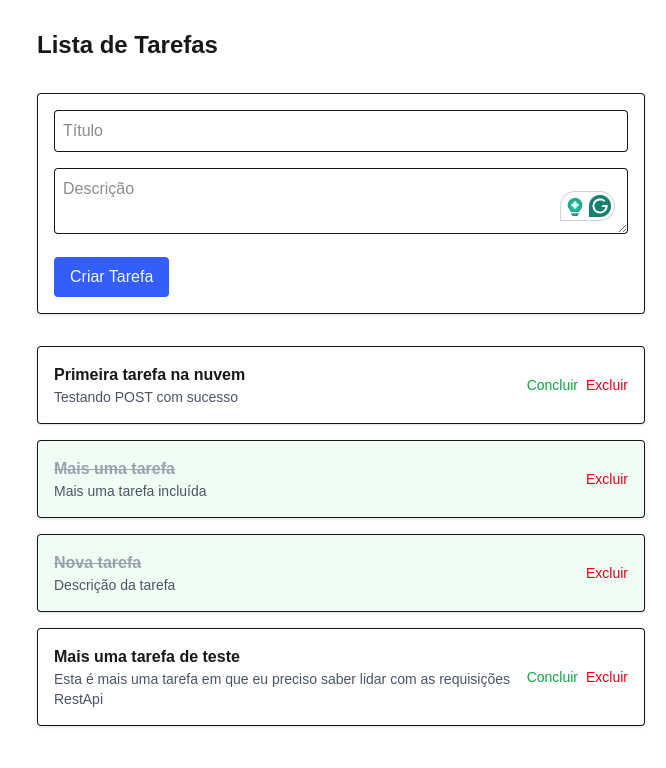 Lista de Tarefas
Título
Descrição
Criar Tarefa
Primeira tarefa na nuvem
Testando POST com sucesso
Concluir Excluir
Mais uma tarefa
Mais uma tarefa incluída
Excluir
Nova tarefa
Descrição da tarefa
Excluir
Mais uma tarefa de teste
Esta é mais uma tarefa em que eu preciso saber lidar com as requisições
RestApi
Concluir Excluir